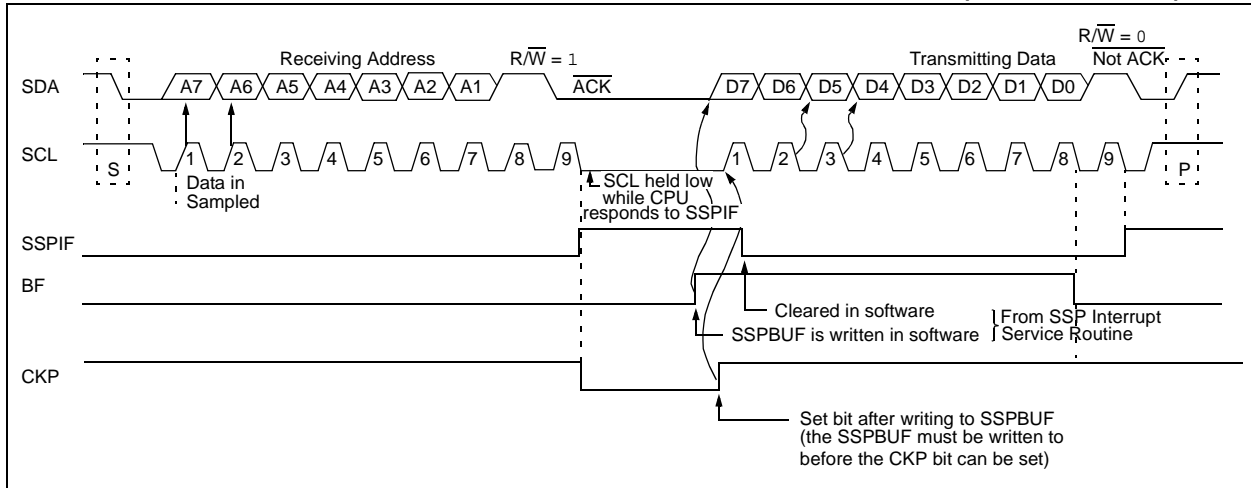 R/W = 0
Receiving Address R/W = 1 Transmitting Data Not ACK
SDA A7 A6 A5 A4 A3 A2 A1 ACK D7 D6 D5 D4 D3 D2 D1 D0
SCL 1 2 3 4 5 6 7 8 9 1 2 3 4 5 6 7 8 9
S P
Data in
Sampled
SCL held low
while CPU
responds to SSPIF
SSPIF
BF
Cleared in software
SSPBUF is written in software
From SSP Interrupt
Service Routine
CKP
Set bit after writing to SSPBUF
(the SSPBUF must be written to
before the CKP bit can be set)